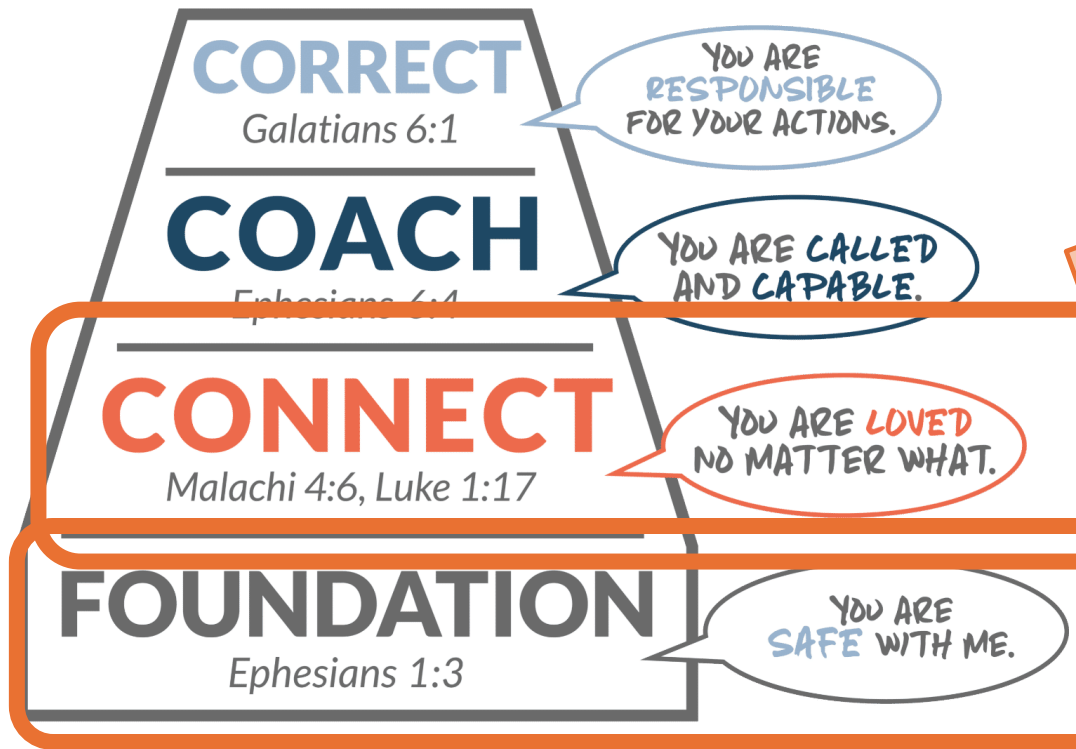 CORRECT
Galatians 6:1
YOU ARE
RESPONSIBLE
FOR YOUR ACTIONS.
COACH
Ephesians 6:4
YOU ARE CALLED
AND CAPABLE.
CONNECT
Malachi 4:6, Luke 1:17
YOU ARE LOVED
NO MATTER WHAT.
FOUNDATION
Ephesians 1:3
YOU ARE
SAFE WITH ME.